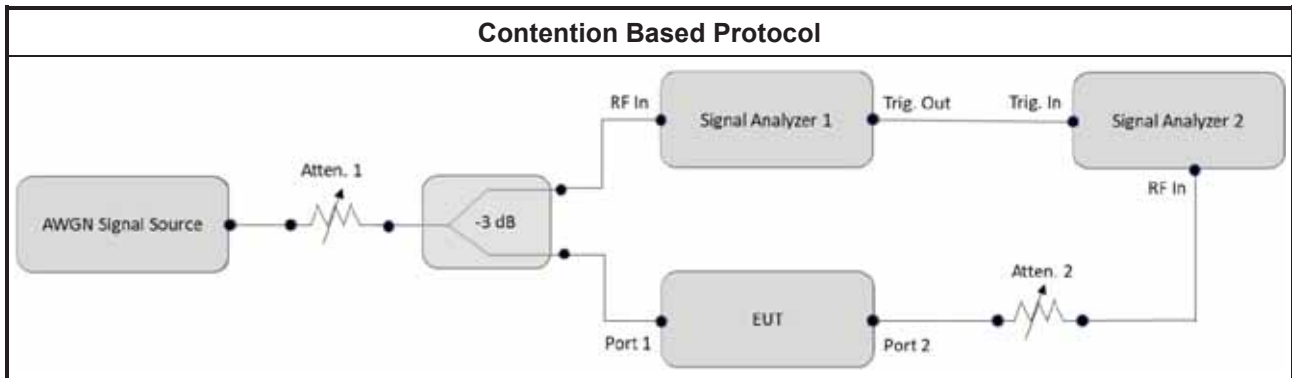 Contention Based Protocol
RF In
Signal Analyzer 1
Trig. Out
Trig. In
Signal Analyzer 2
RF In
Atten. 1
AWGN Signal Source
-3 dB
Atten. 2
EUT
Port 1
Port 2